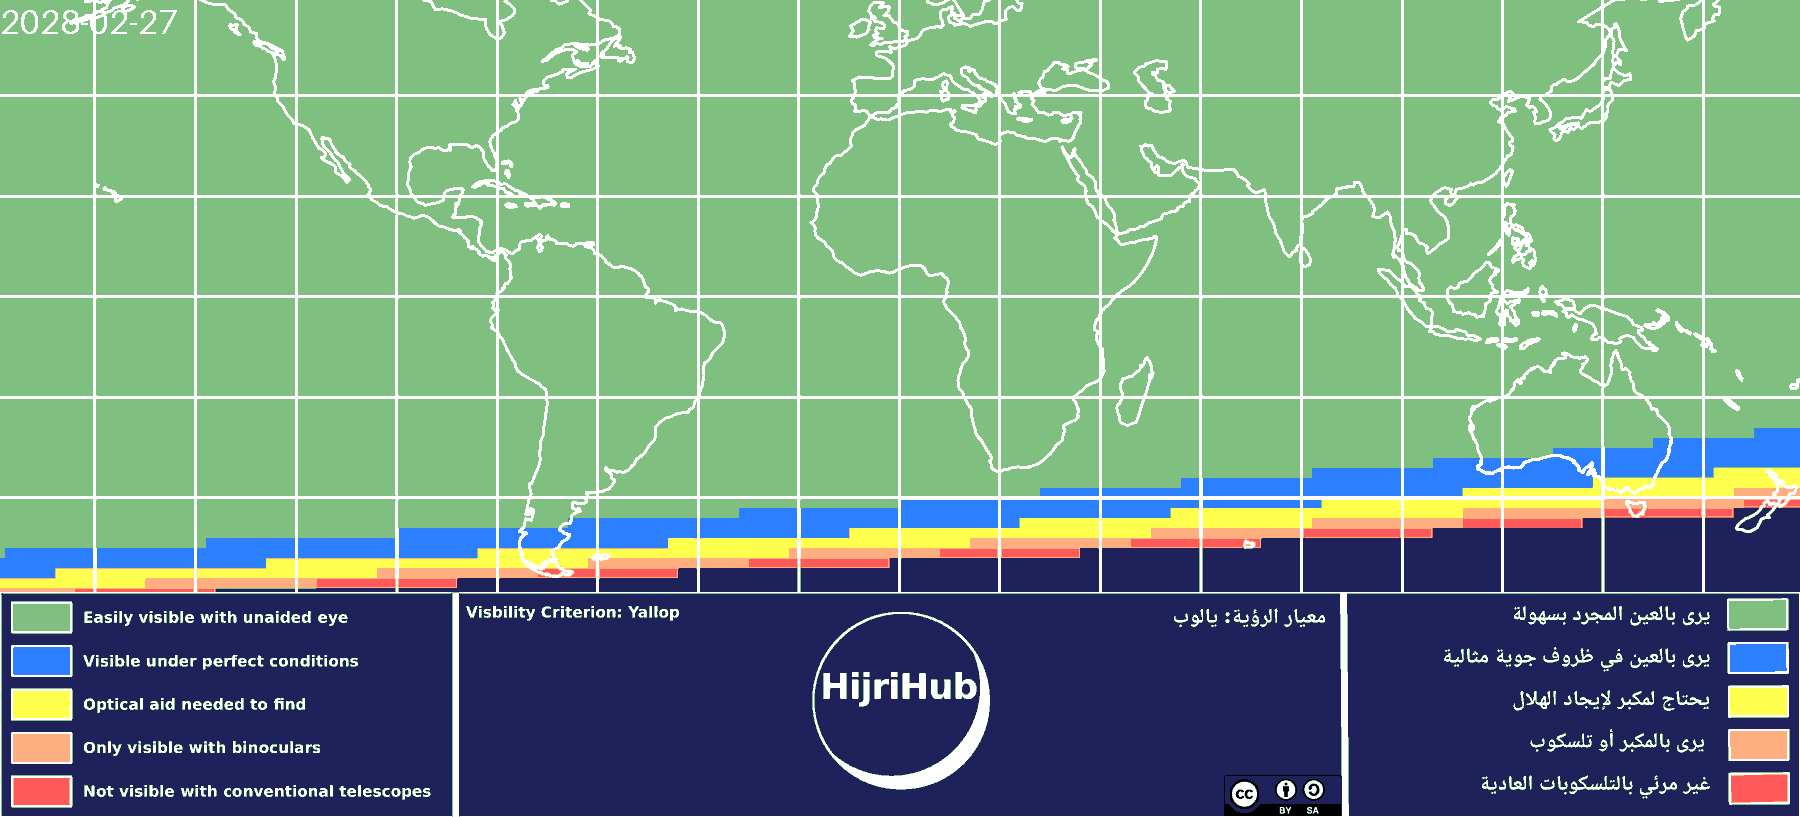 2028-02-27
Easily visible with unaided eye
Visible under perfect conditions
Optical aid needed to find
Only visible with binoculars
Not visible with conventional telescopes
Visbility Criterion: Yallop
معيار الرؤية: يالوب
HijriHub
cc
BY SA
يرى بالعين المجرد بسهولة
يرى بالعين في ظروف جوية مثالية
يحتاج لمكبر لإيجاد الهلال
يرى بالمكبر أو تلسكوب
غير مرئي بالتلسكوبات العادية